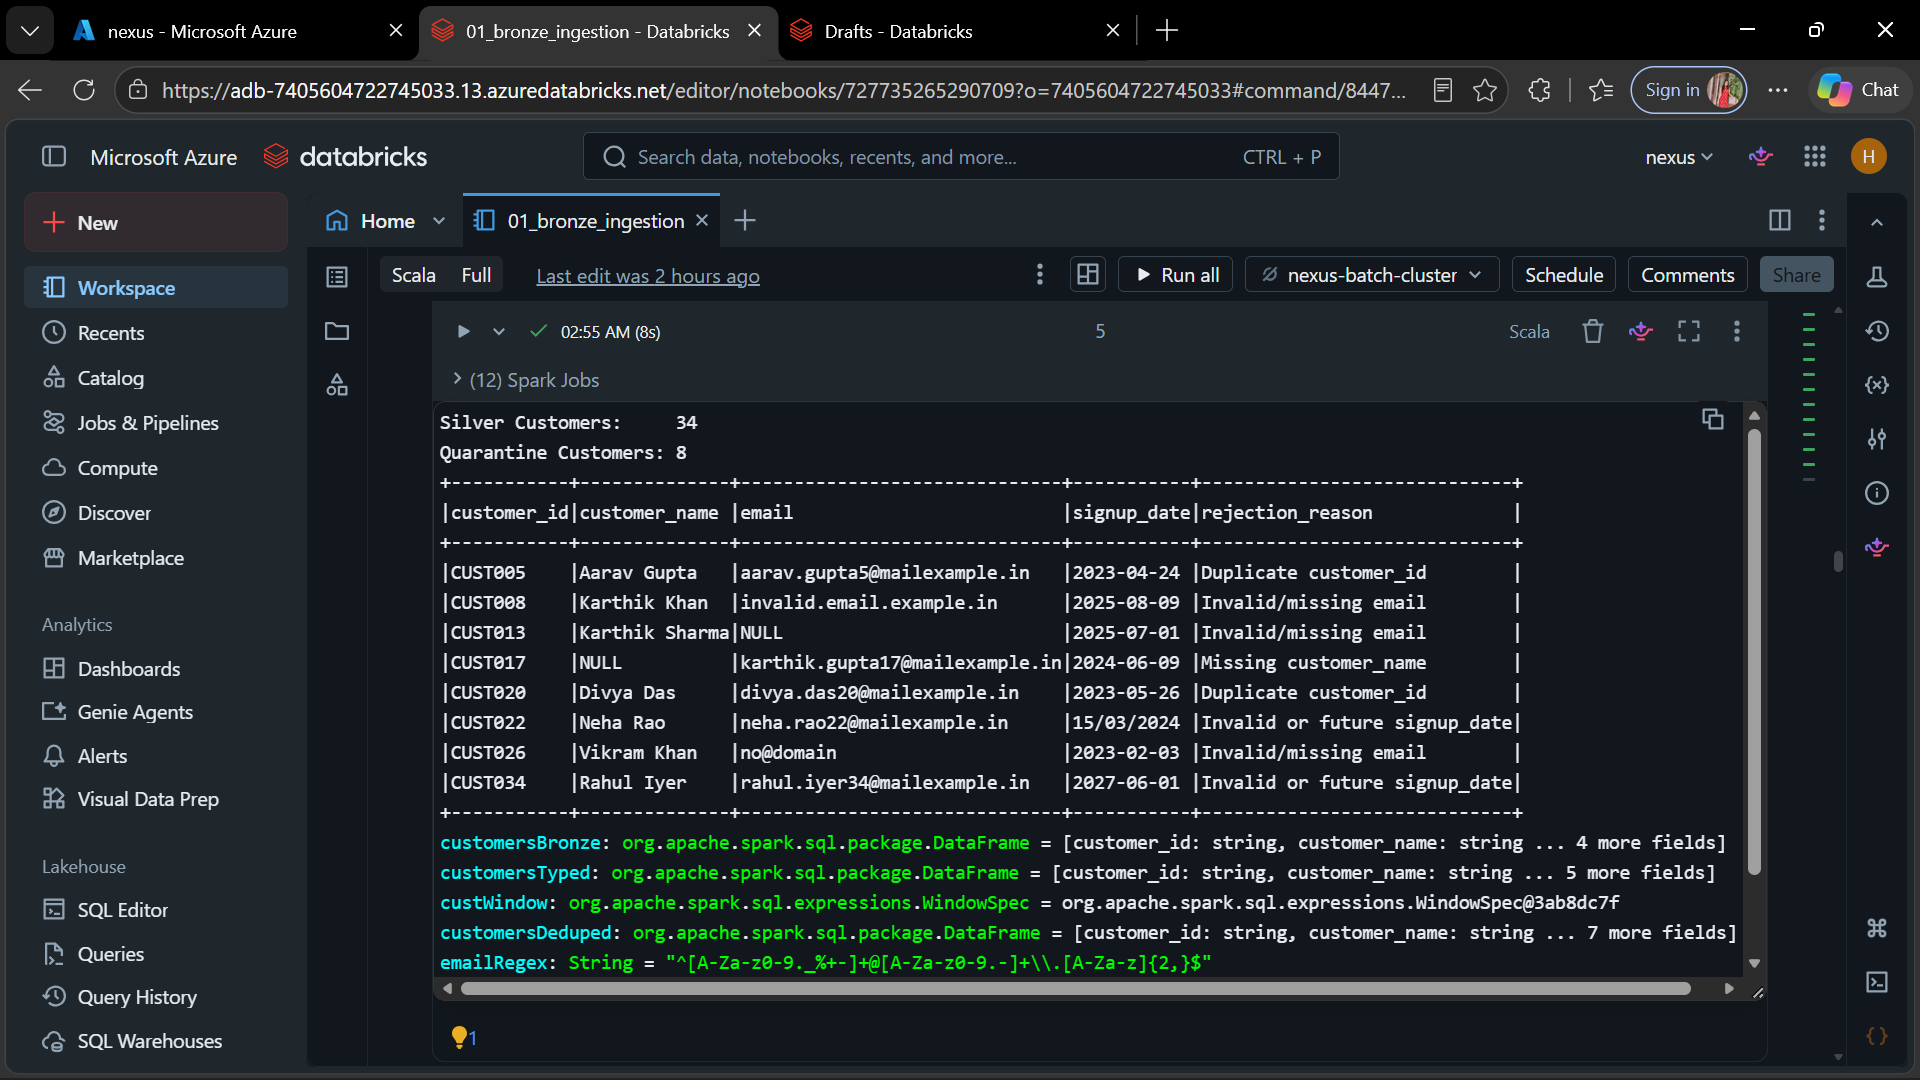 nexus - Microsoft Azure
01_bronze_ingestion - Databricks
Drafts - Databricks
https://adb-7405604722745033.13.azuredatabricks.net/editor/notebooks/727735265290709?o=7405604722745033#command/8447...
Sign in
Chat
Microsoft Azure
databricks
Search data, notebooks, recents, and more...
CTRL + P
nexus
H
New
Home
01_bronze_ingestion
Workspace
Scala
Full
Last edit was 2 hours ago
Run all
nexus-batch-cluster
Schedule
Comments
Share
Recents
Catalog
Jobs & Pipelines
Compute
Discover
Marketplace
Analytics
Dashboards
Genie Agents
Alerts
Visual Data Prep
Lakehouse
SQL Editor
Queries
Query History
SQL Warehouses
02:55 AM (8s)
5
Scala
(12) Spark Jobs
Silver Customers:     34
Quarantine Customers: 8
+-----------+--------------+------------------------------+-----------+-----------------------------+
|customer_id|customer_name |email                         |signup_date|rejection_reason             |
+-----------+--------------+------------------------------+-----------+-----------------------------+
|CUST005    |Aarav Gupta   |aarav.gupta5@mailexample.in   |2023-04-24 |Duplicate customer_id        |
|CUST008    |Karthik Khan  |invalid.email.example.in      |2025-08-09 |Invalid/missing email        |
|CUST013    |Karthik Sharma|NULL                          |2025-07-01 |Invalid/missing email        |
|CUST017    |NULL          |karthik.gupta17@mailexample.in|2024-06-09 |Missing customer_name        |
|CUST020    |Divya Das     |divya.das20@mailexample.in    |2023-05-26 |Duplicate customer_id        |
|CUST022    |Neha Rao      |neha.rao22@mailexample.in     |15/03/2024 |Invalid or future signup_date|
|CUST026    |Vikram Khan   |no@domain                     |2023-02-03 |Invalid/missing email        |
|CUST034    |Rahul Iyer    |rahul.iyer34@mailexample.in   |2027-06-01 |Invalid or future signup_date|
+-----------+--------------+------------------------------+-----------+-----------------------------+
customersBronze: org.apache.spark.sql.package.DataFrame = [customer_id: string, customer_name: string ... 4 more fields]
customersTyped: org.apache.spark.sql.package.DataFrame = [customer_id: string, customer_name: string ... 5 more fields]
custWindow: org.apache.spark.sql.expressions.WindowSpec = org.apache.spark.sql.expressions.WindowSpec@3ab8dc7f
customersDeduped: org.apache.spark.sql.package.DataFrame = [customer_id: string, customer_name: string ... 7 more fields]
emailRegex: String = "^[A-Za-z0-9._%+-]+@[A-Za-z0-9.-]+\\.[A-Za-z]{2,}$"
1